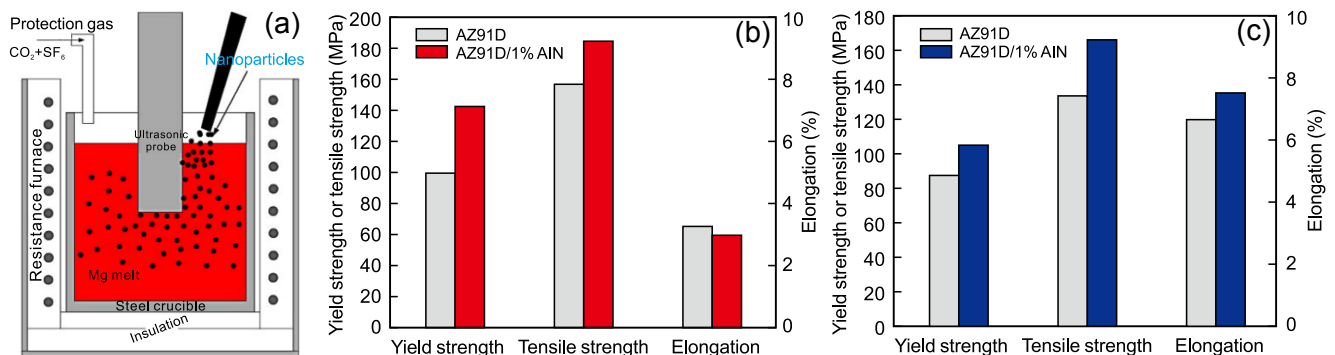 (a)
Protection gas
CO₂+SF₆
Nanoparticles
Ultrasonic
probe
Resistance furnace
Mg melt
Steel crucible
Insulation
(b)
AZ91D
AZ91D/1% AlN
Yield strength or tensile strength (MPa)
200
180
160
140
120
100
80
60
40
20
0
Elongation (%)
10
8
6
4
2
0
Yield strength Tensile strength Elongation
(c)
AZ91D
AZ91D/1% AlN
Yield strength or tensile strength (MPa)
180
160
140
120
100
80
60
40
20
0
Elongation (%)
10
8
6
4
2
0
Yield strength Tensile strength Elongation